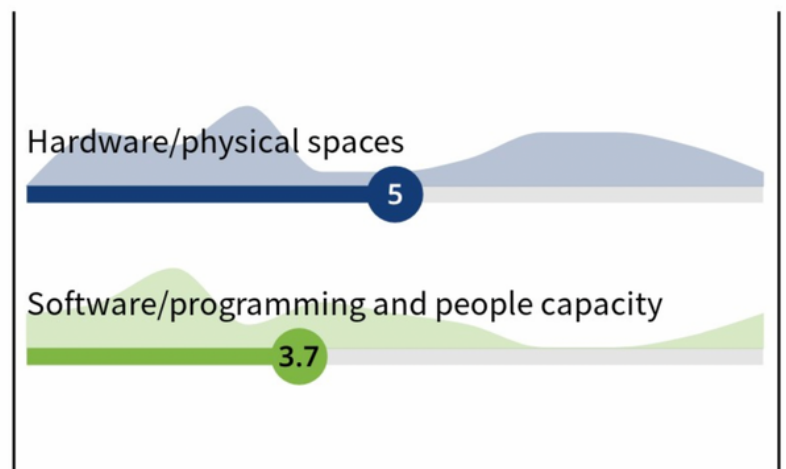 Hardware/physical spaces
5
Software/programming and people capacity
3.7